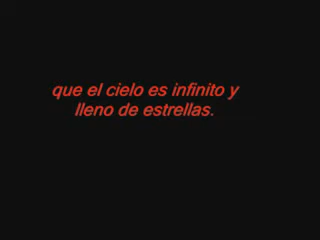 que el cielo es infinito y
lleno de estrellas.